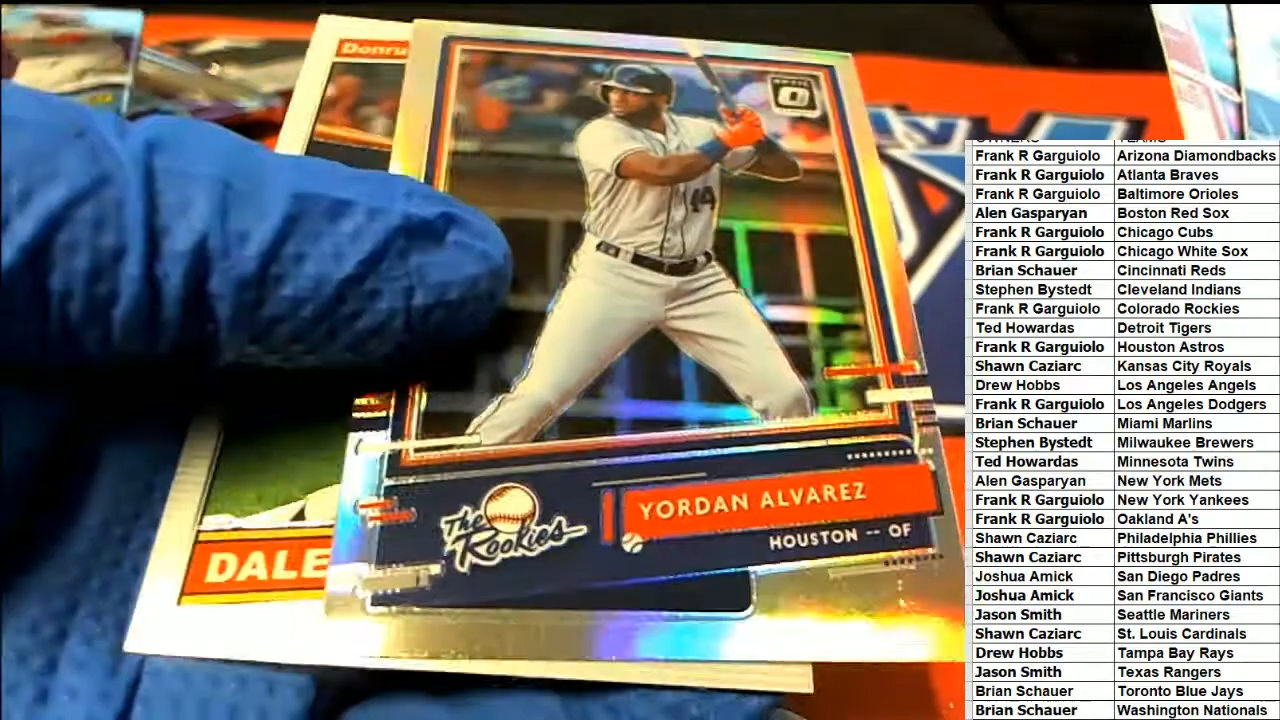 Donru
OPTIC
O
14
The Rookies
YORDAN ALVAREZ
HOUSTON -- OF
DALE
OWNERS TEAMS
Frank R Garguiolo Arizona Diamondbacks
Frank R Garguiolo Atlanta Braves
Frank R Garguiolo Baltimore Orioles
Alen Gasparyan Boston Red Sox
Frank R Garguiolo Chicago Cubs
Frank R Garguiolo Chicago White Sox
Brian Schauer Cincinnati Reds
Stephen Bystedt Cleveland Indians
Frank R Garguiolo Colorado Rockies
Ted Howardas Detroit Tigers
Frank R Garguiolo Houston Astros
Shawn Caziarc Kansas City Royals
Drew Hobbs Los Angeles Angels
Frank R Garguiolo Los Angeles Dodgers
Brian Schauer Miami Marlins
Stephen Bystedt Milwaukee Brewers
Ted Howardas Minnesota Twins
Alen Gasparyan New York Mets
Frank R Garguiolo New York Yankees
Frank R Garguiolo Oakland A's
Shawn Caziarc Philadelphia Phillies
Shawn Caziarc Pittsburgh Pirates
Joshua Amick San Diego Padres
Joshua Amick San Francisco Giants
Jason Smith Seattle Mariners
Shawn Caziarc St. Louis Cardinals
Drew Hobbs Tampa Bay Rays
Jason Smith Texas Rangers
Brian Schauer Toronto Blue Jays
Brian Schauer Washington Nationals